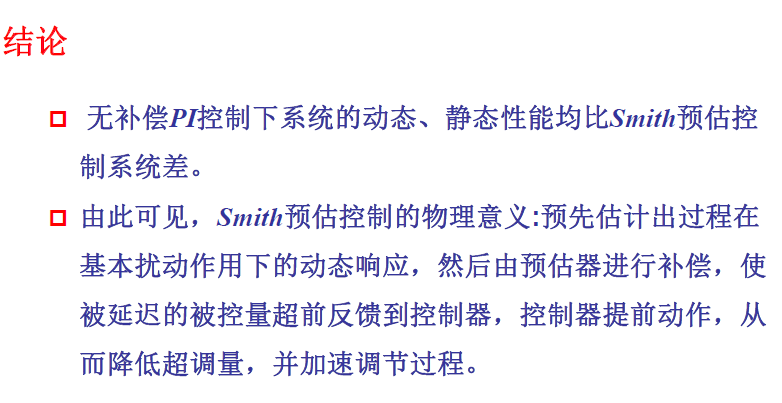 结论
无补偿PI控制下系统的动态、静态性能均比Smith预估控
制系统差。
由此可见，Smith预估控制的物理意义:预先估计出过程在
基本扰动作用下的动态响应，然后由预估器进行补偿，使
被延迟的被控量超前反馈到控制器，控制器提前动作，从
而降低超调量，并加速调节过程。